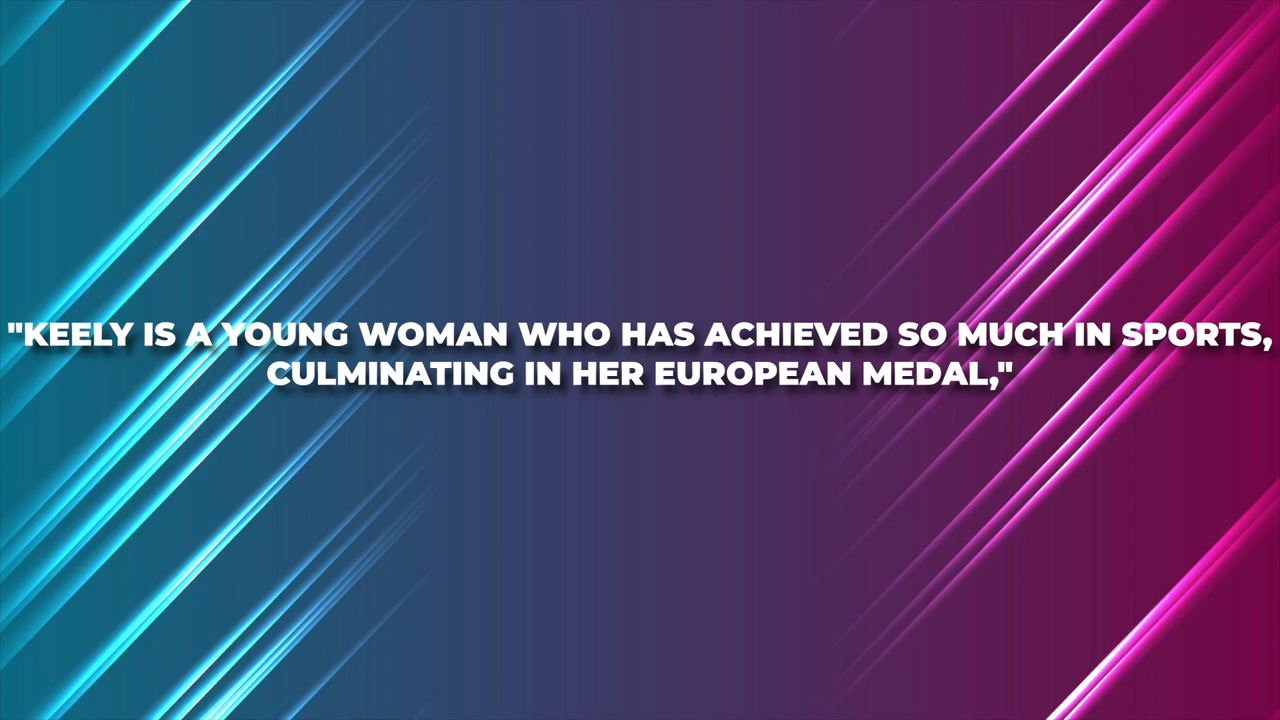 "KEELY IS A YOUNG WOMAN WHO HAS ACHIEVED SO MUCH IN SPORTS,
CULMINATING IN HER EUROPEAN MEDAL,"